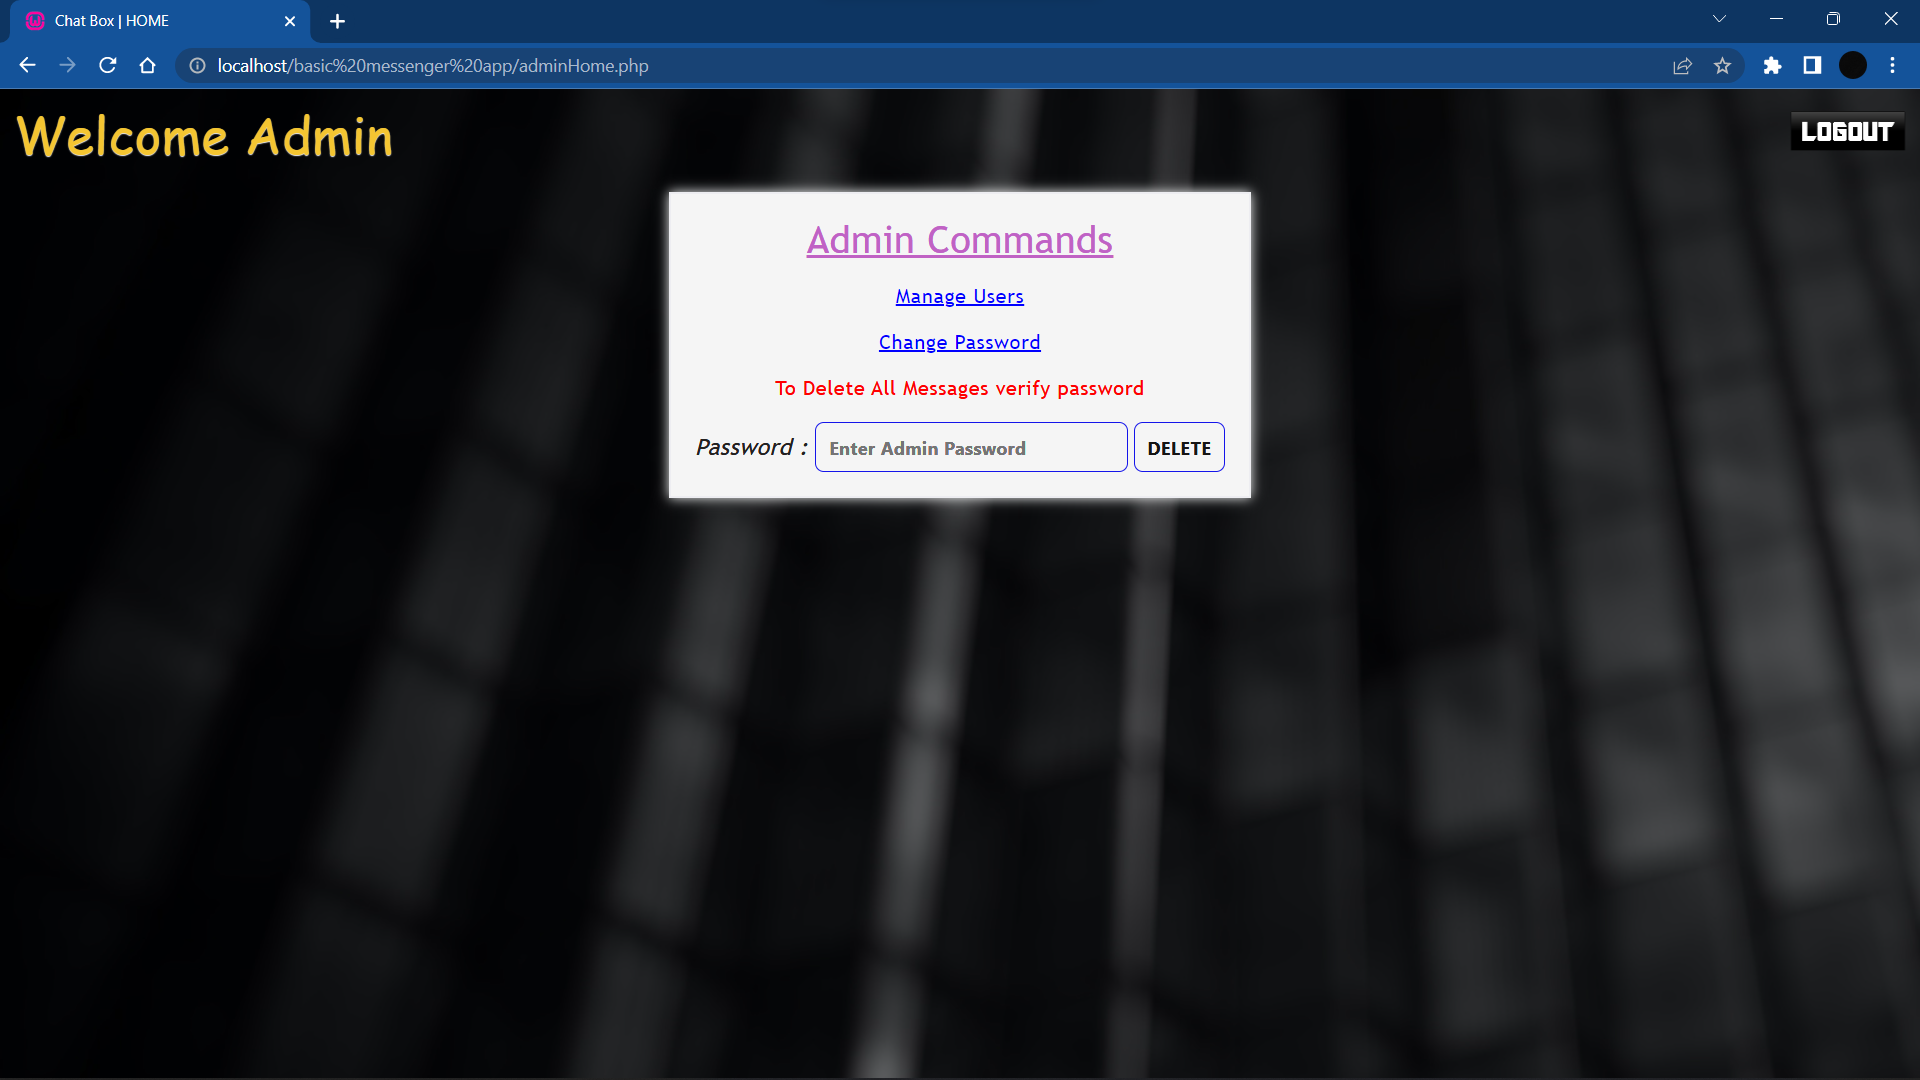 Chat Box | HOME
localhost/basic%20messenger%20app/adminHome.php
Welcome Admin
LOGOUT
Admin Commands
Manage Users
Change Password
To Delete All Messages verify password
Password : Enter Admin Password DELETE